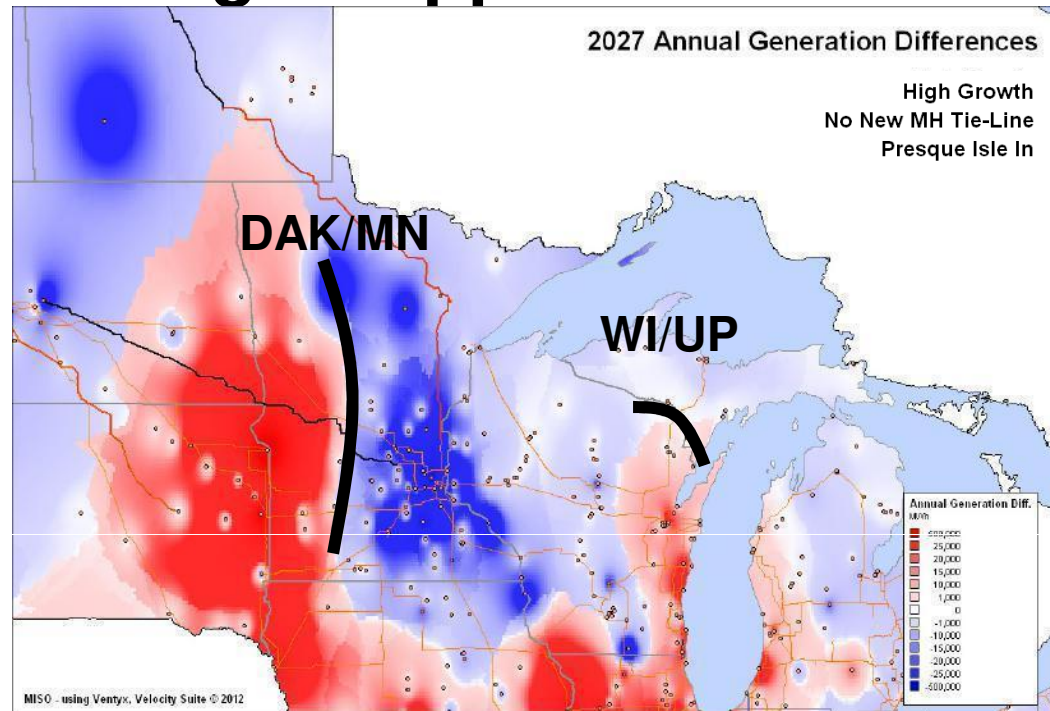 2027 Annual Generation Differences
High Growth
No New MH Tie-Line
Presque Isle In
DAK/MN
WI/UP
Annual Generation Diff.
MWh
25,000
20,000
15,000
10,000
1,000
0
-1,000
-10,000
-15,000
-20,000
-25,000
-500,000
MISO - using Ventyx, Velocity Suite © 2012